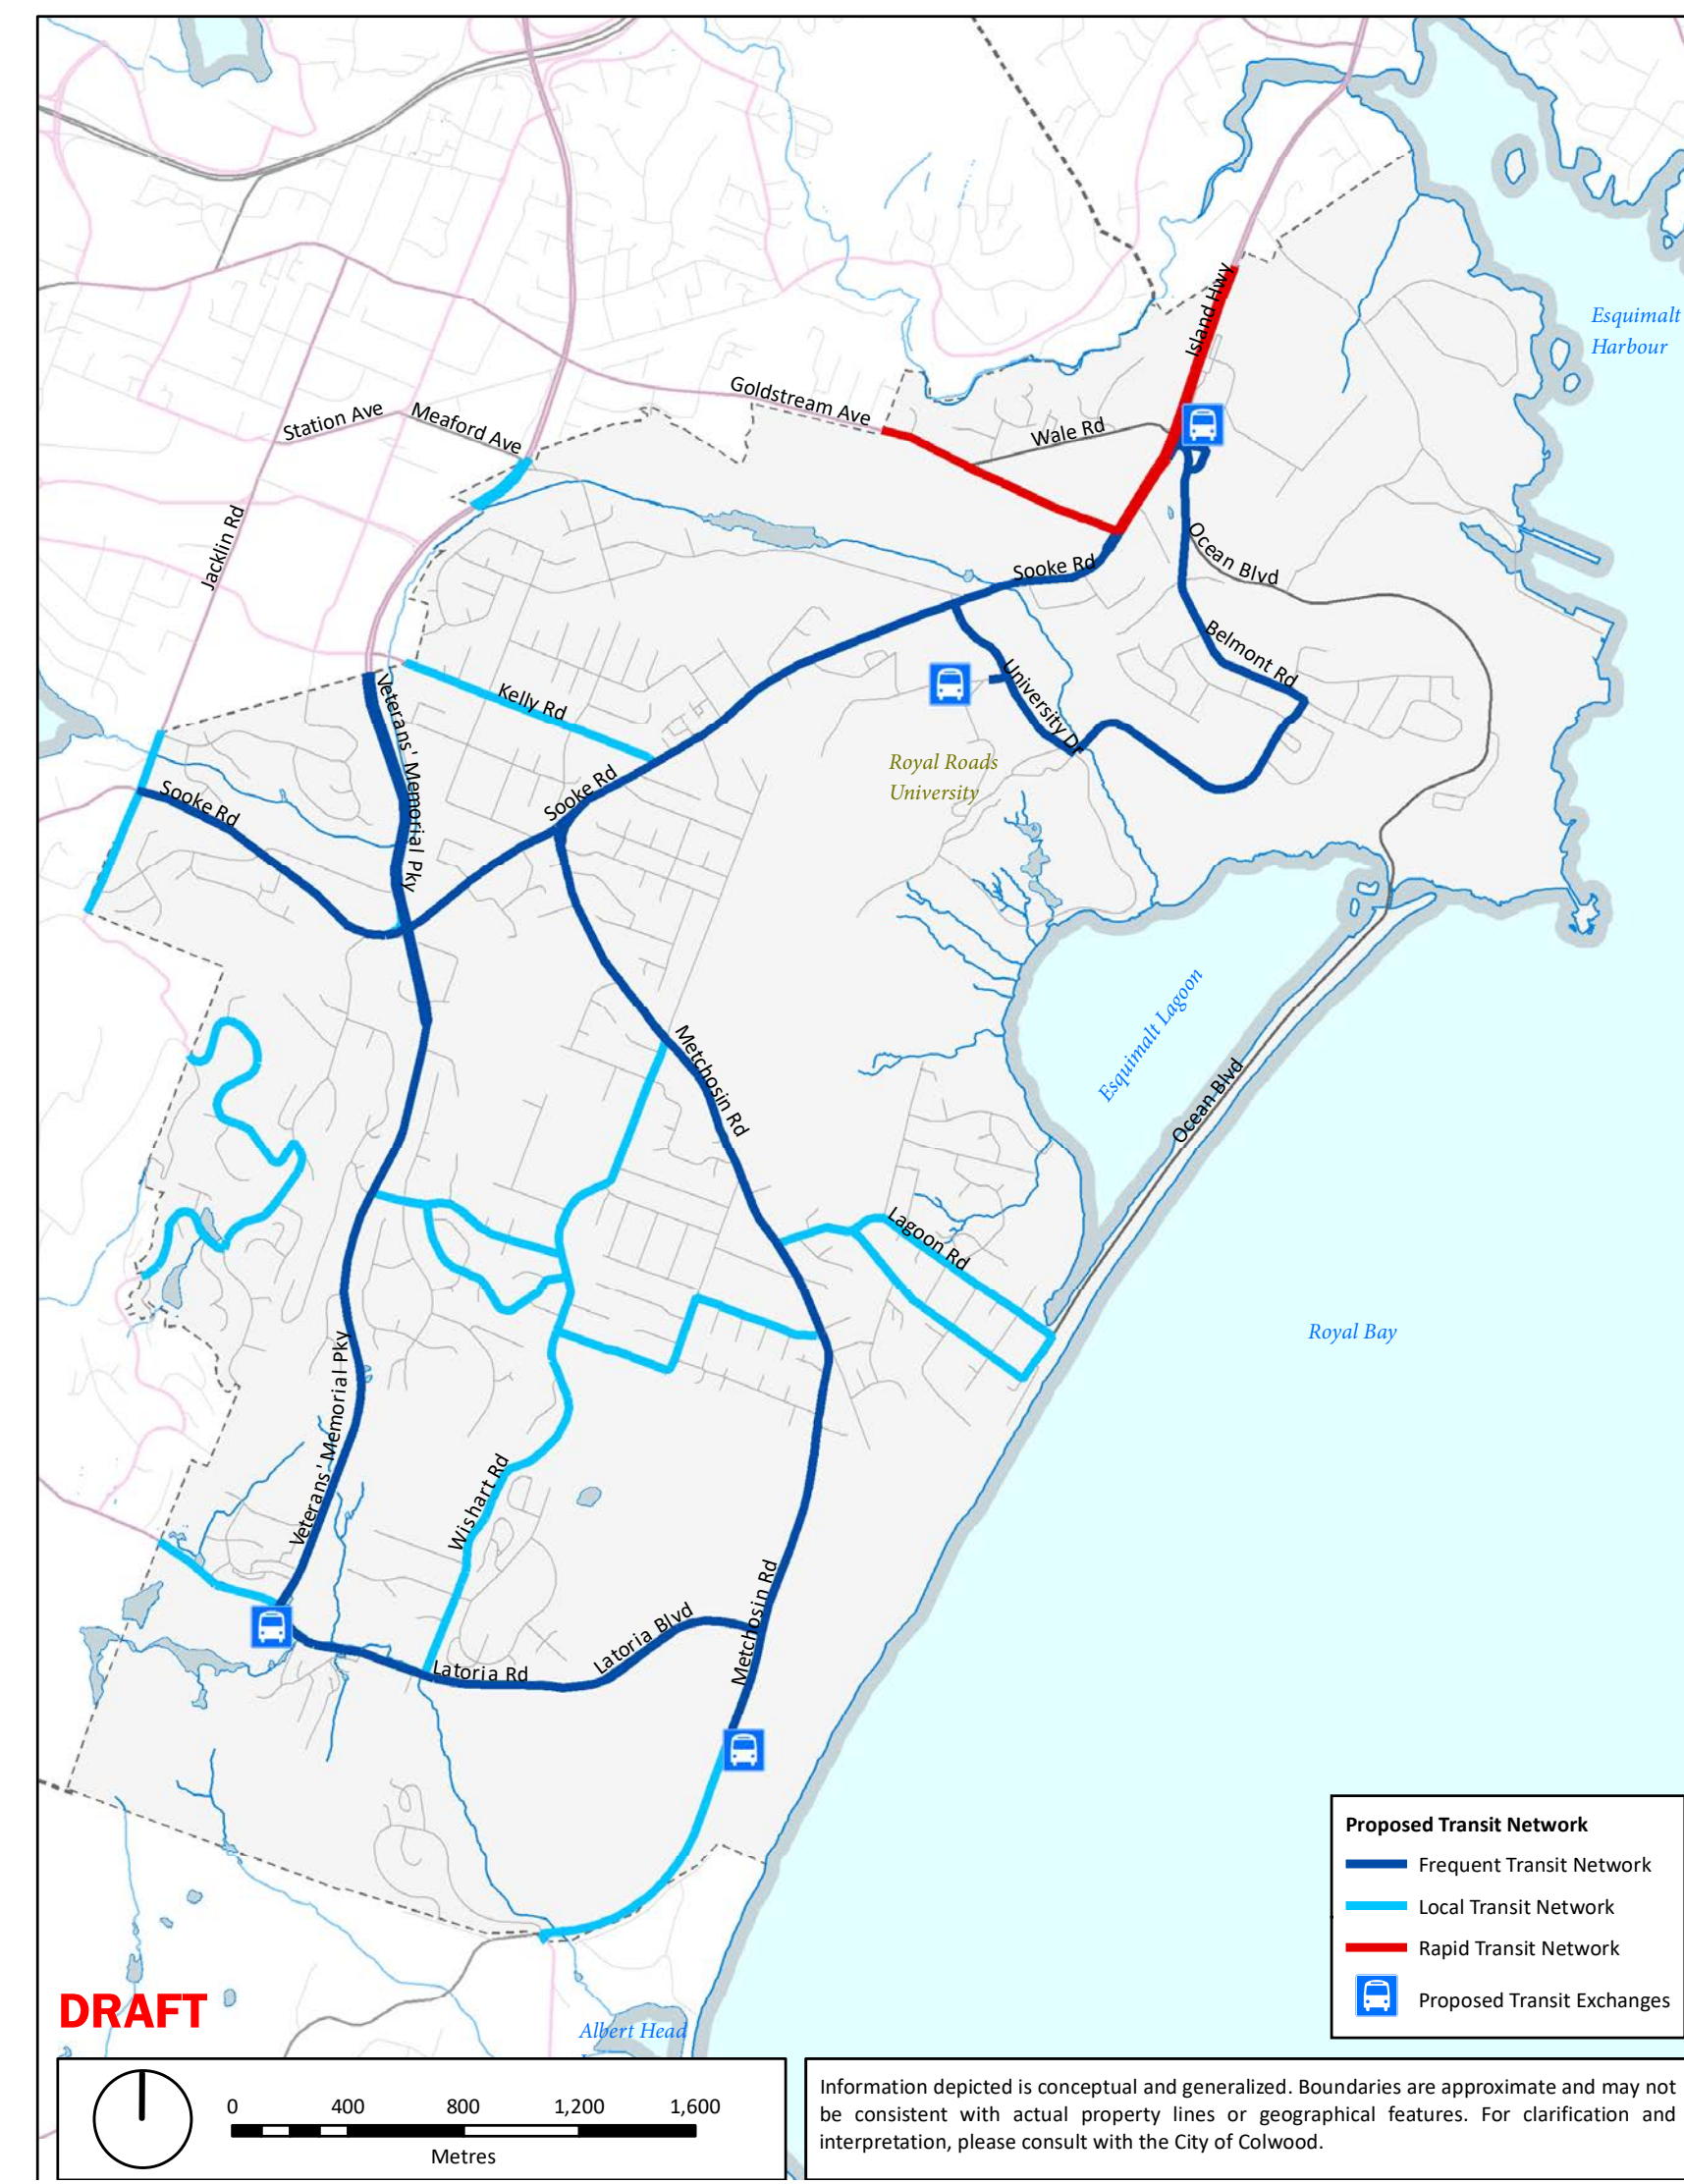 Esquimalt
Harbour
Island Hwy
Goldstream Ave
Station Ave
Meaford Ave
Wale Rd
Jacklin Rd
Ocean Blvd
Sooke Rd
Belmont Rd
University Dr
Kelly Rd
Veterans' Memorial Pky
Royal Roads
University
Sooke Rd
Sooke Rd
Esquimalt Lagoon
Metchosin Rd
Ocean Blvd
Lagoon Rd
Royal Bay
Veterans' Memorial Pky
Wishart Rd
Metchosin Rd
Latoria Blvd
Latoria Rd
Proposed Transit Network
Frequent Transit Network
Local Transit Network
Rapid Transit Network
Proposed Transit Exchanges
DRAFT
Albert Head
0 400 800 1,200 1,600
Metres
Information depicted is conceptual and generalized. Boundaries are approximate and may not
be consistent with actual property lines or geographical features. For clarification and
interpretation, please consult with the City of Colwood.